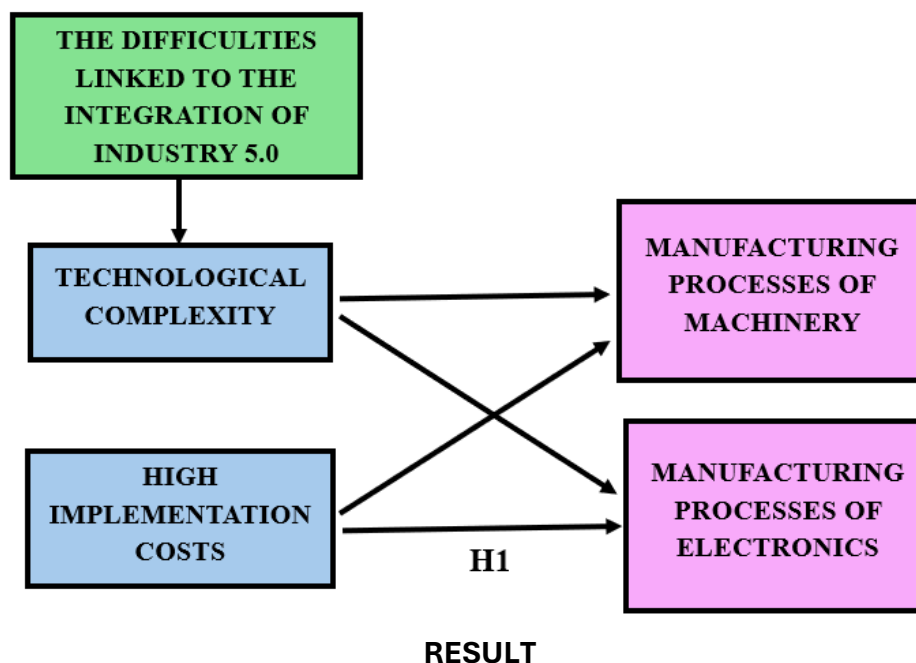 THE DIFFICULTIES
LINKED TO THE
INTEGRATION OF
INDUSTRY 5.0
TECHNOLOGICAL
COMPLEXITY
MANUFACTURING
PROCESSES OF
MACHINERY
HIGH
IMPLEMENTATION
COSTS
MANUFACTURING
PROCESSES OF
ELECTRONICS
H1
RESULT